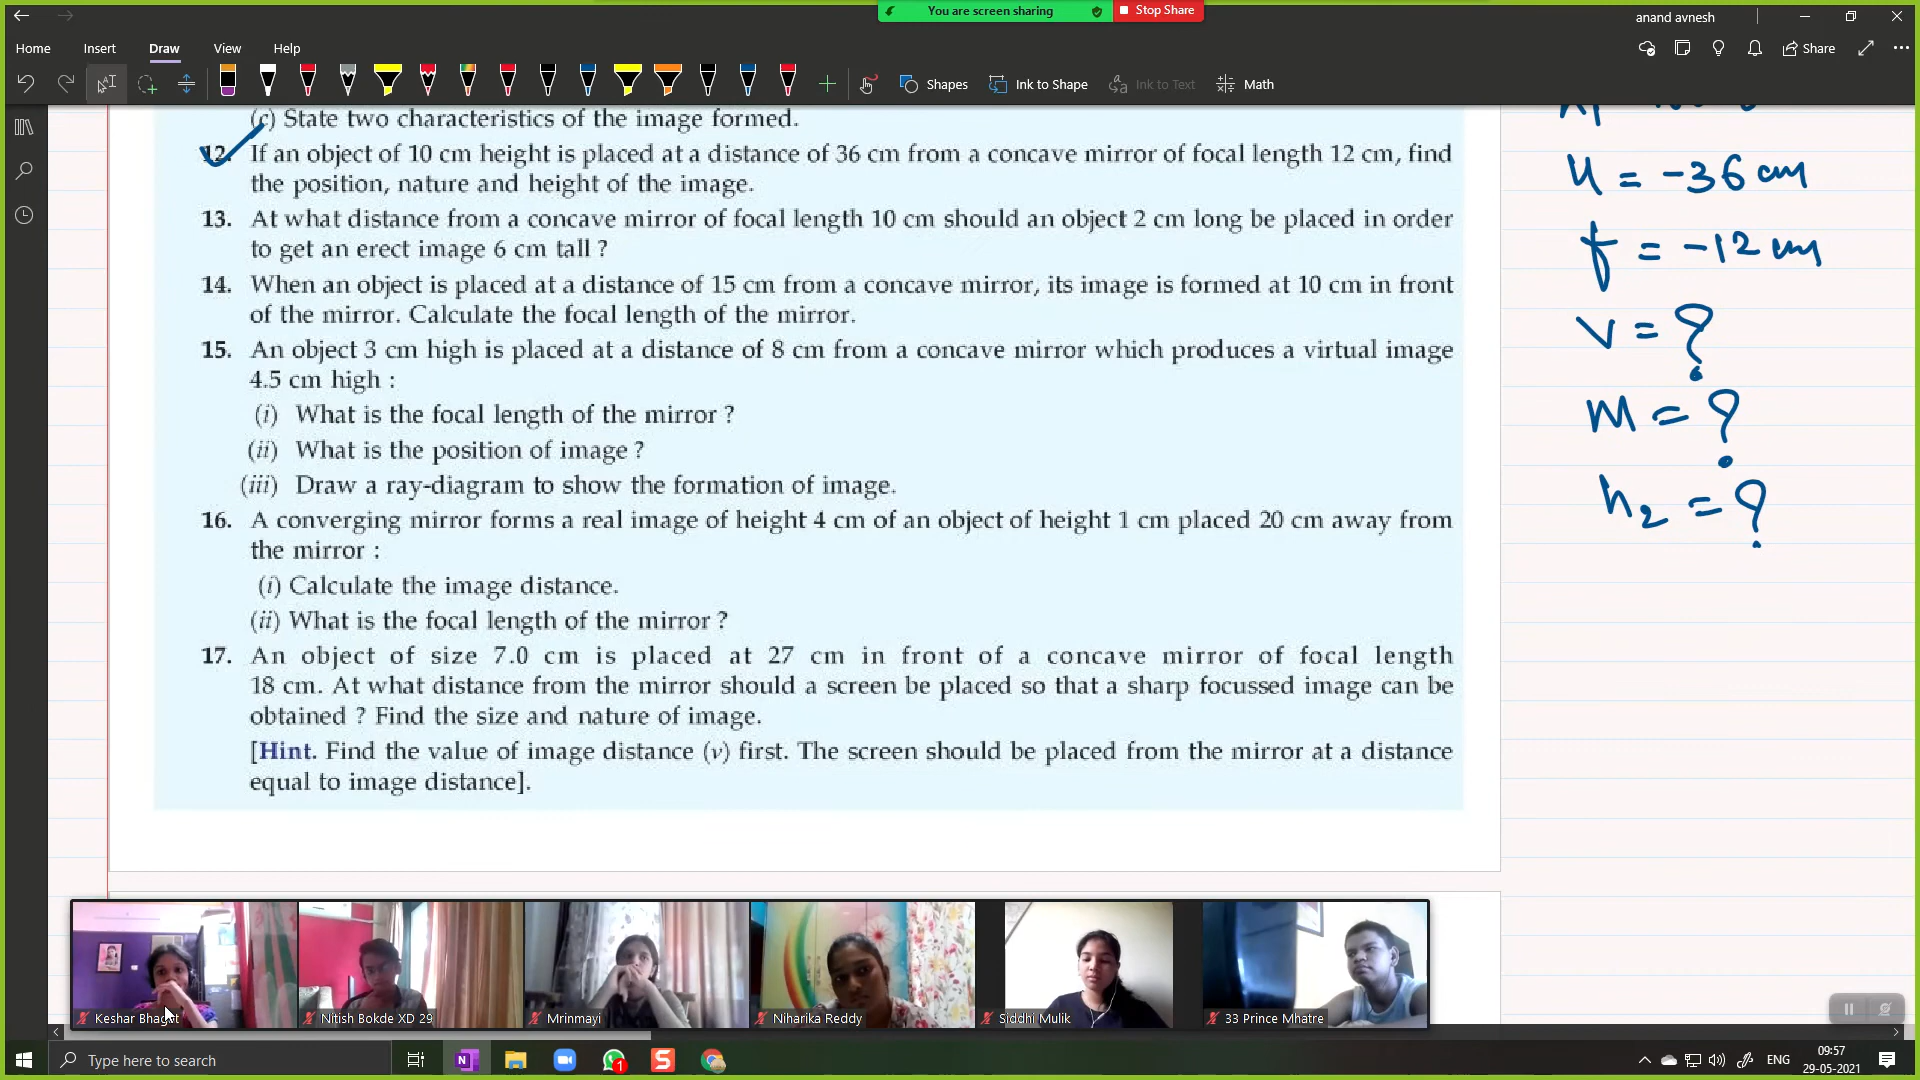 You are screen sharing
Stop Share
anand avnesh
Home Insert Draw View Help
Share
Shapes Ink to Shape Ink to Text Math
(c) State two characteristics of the image formed.
12. If an object of 10 cm height is placed at a distance of 36 cm from a concave mirror of focal length 12 cm, find
the position, nature and height of the image.
13. At what distance from a concave mirror of focal length 10 cm should an object 2 cm long be placed in order
to get an erect image 6 cm tall ?
14. When an object is placed at a distance of 15 cm from a concave mirror, its image is formed at 10 cm in front
of the mirror. Calculate the focal length of the mirror.
15. An object 3 cm high is placed at a distance of 8 cm from a concave mirror which produces a virtual image
4.5 cm high :
(i) What is the focal length of the mirror ?
(ii) What is the position of image ?
(iii) Draw a ray-diagram to show the formation of image.
16. A converging mirror forms a real image of height 4 cm of an object of height 1 cm placed 20 cm away from
the mirror :
(i) Calculate the image distance.
(ii) What is the focal length of the mirror ?
17. An object of size 7.0 cm is placed at 27 cm in front of a concave mirror of focal length
18 cm. At what distance from the mirror should a screen be placed so that a sharp focussed image can be
obtained ? Find the size and nature of image.
[Hint. Find the value of image distance (v) first. The screen should be placed from the mirror at a distance
equal to image distance].
u = -36 cm
f = -12 cm
v = ?
m = ?
h2 = ?
Keshar Bhagat
Nitish Bokde XD 29
Mrinmayi
Niharika Reddy
Siddhi Mulik
33 Prince Mhatre
Type here to search
1
ENG
09:57
29-05-2021